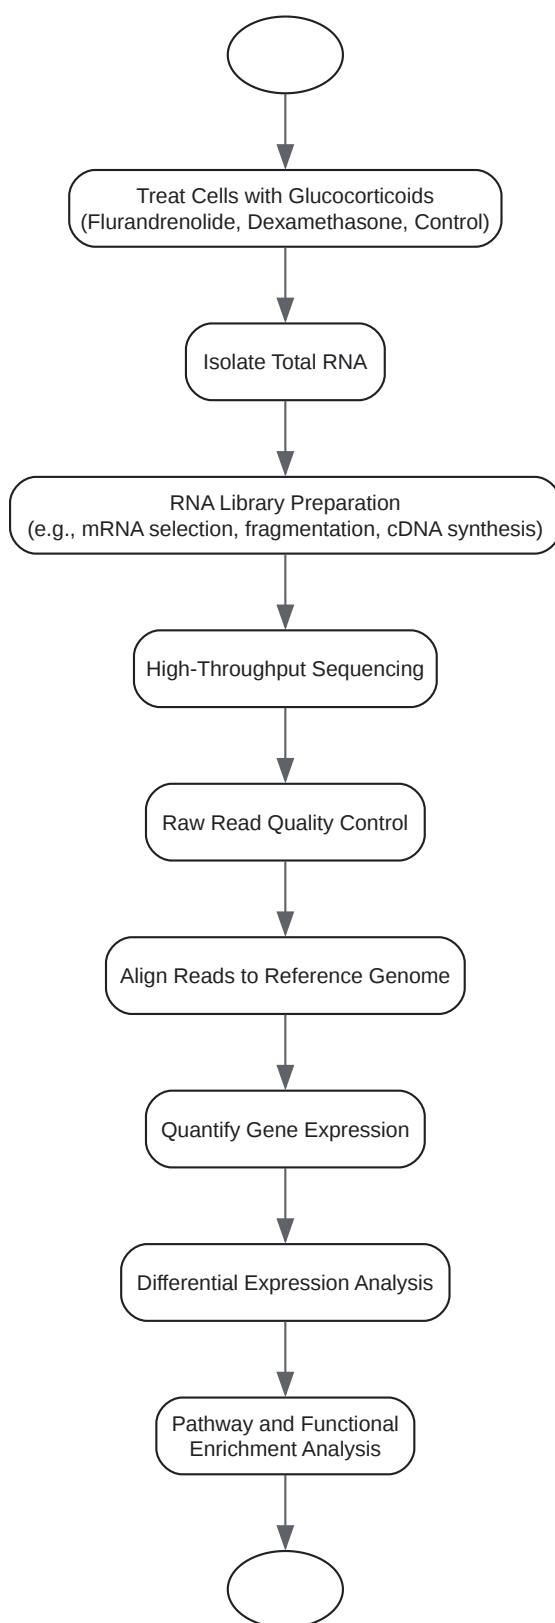 Treat Cells with Glucocorticoids
(Flurandrenolide, Dexamethasone, Control)
Isolate Total RNA
RNA Library Preparation
(e.g., mRNA selection, fragmentation, cDNA synthesis)
High-Throughput Sequencing
Raw Read Quality Control
Align Reads to Reference Genome
Quantify Gene Expression
Differential Expression Analysis
Pathway and Functional
Enrichment Analysis